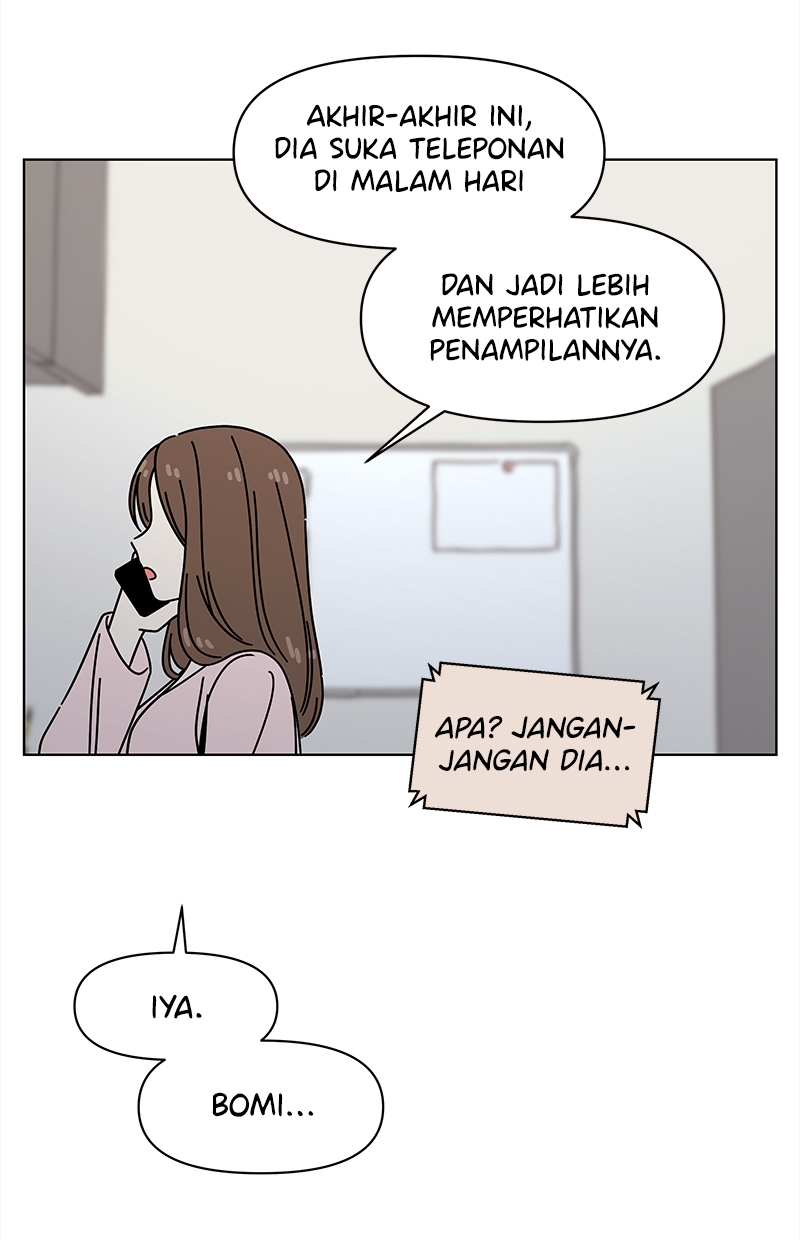 AKHIR-AKHIR INI,
DIA SUKA TELEPONAN
DI MALAM HARI
DAN JADI LEBIH
MEMPERHATIKAN
PENAMPILANNYA.
APA? JANGAN-
JANGAN DIA...
IYA.
BOMI...